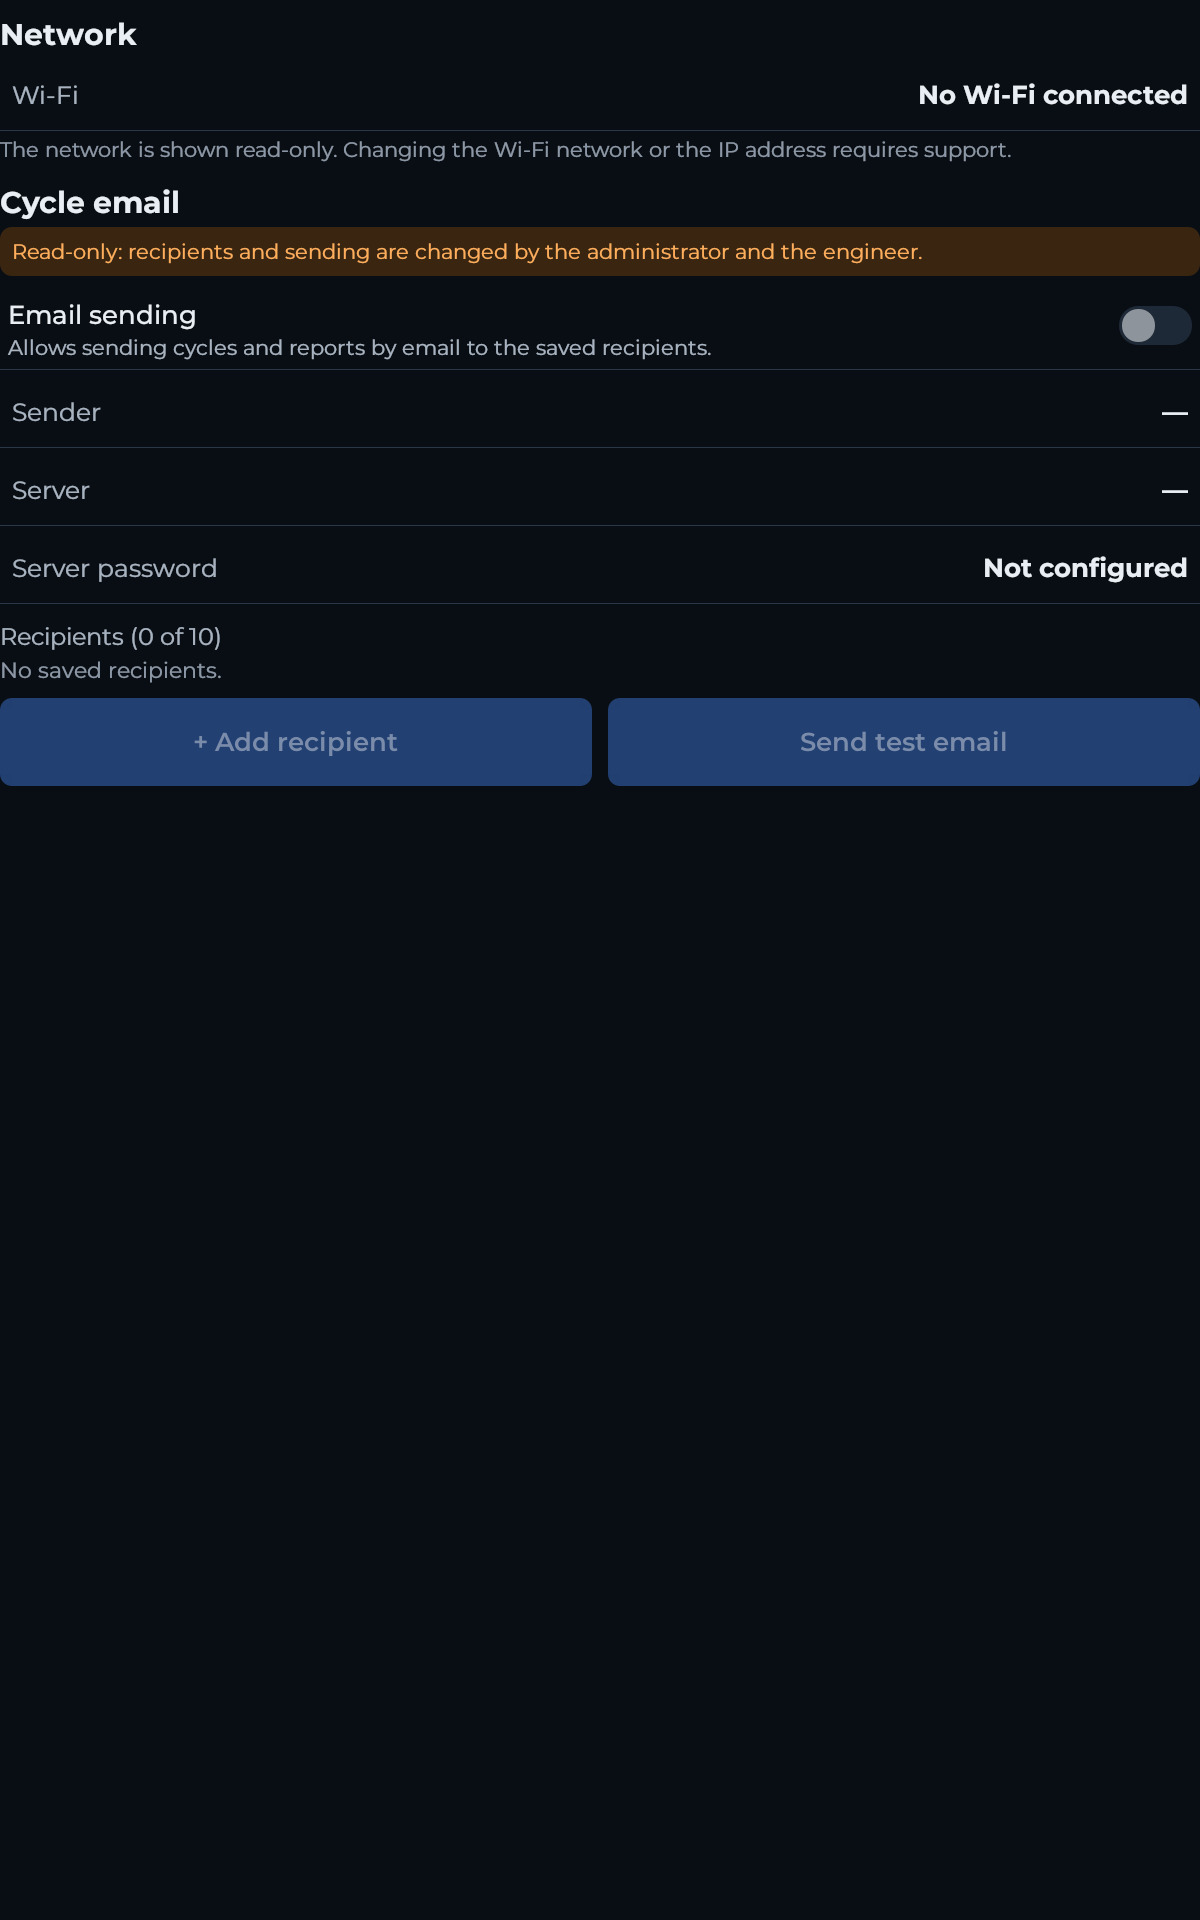 Network
Wi-Fi
No Wi-Fi connected
The network is shown read-only. Changing the Wi-Fi network or the IP address requires support.
Cycle email
Read-only: recipients and sending are changed by the administrator and the engineer.
Email sending
Allows sending cycles and reports by email to the saved recipients.
Sender
—
Server
—
Server password
Not configured
Recipients (0 of 10)
No saved recipients.
+ Add recipient
Send test email